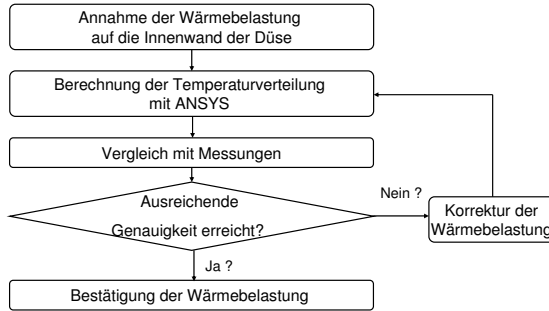 Annahme der Wärmebelastung
auf die Innenwand der Düse
Berechnung der Temperaturverteilung
mit ANSYS
Vergleich mit Messungen
Ausreichende
Genauigkeit erreicht?
Nein ?
Korrektur der
Wärmebelastung
Ja ?
Bestätigung der Wärmebelastung